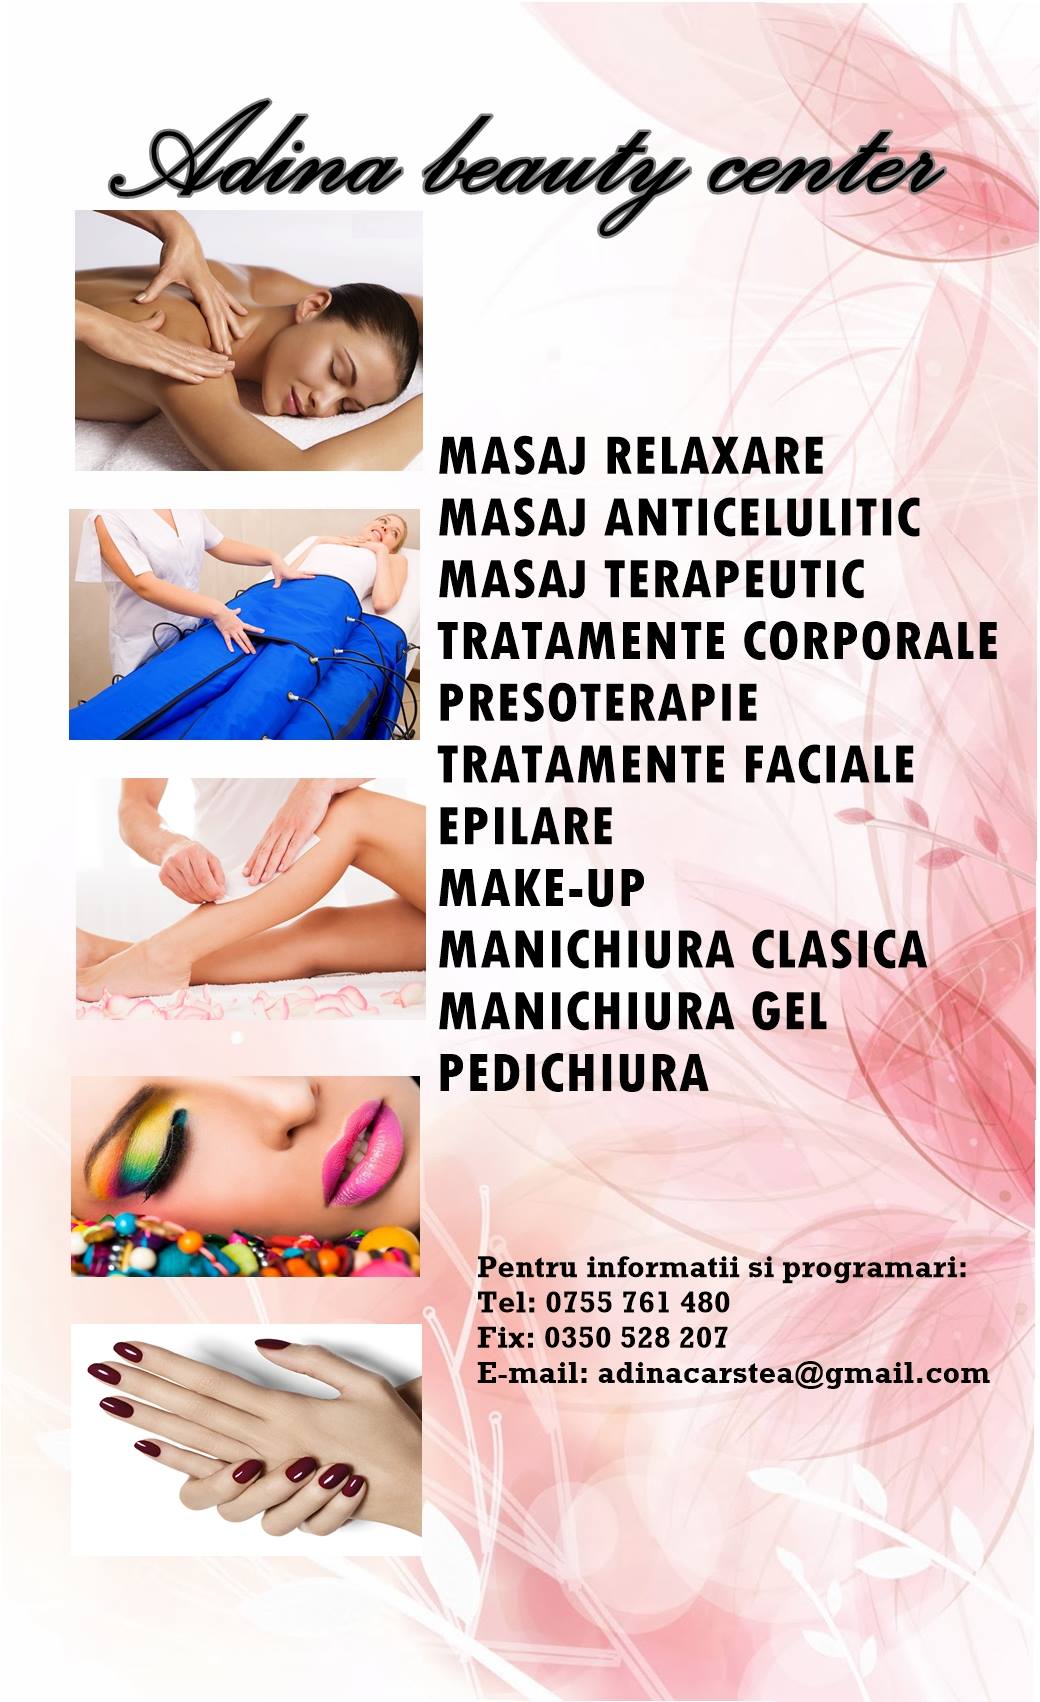 Adina beauty center
MASAJ RELAXARE
MASAJ ANTICELULITIC
MASAJ TERAPEUTIC
TRATAMENTE CORPORALE
PRESOTERAPIE
TRATAMENTE FACIALE
EPILARE
MAKE-UP
MANICHIURA CLASICA
MANICHIURA GEL
PEDICHIURA
Pentru informatii si programari:
Tel: 0755 761 480
Fix: 0350 528 207
E-mail: adinacarstea@gmail.com